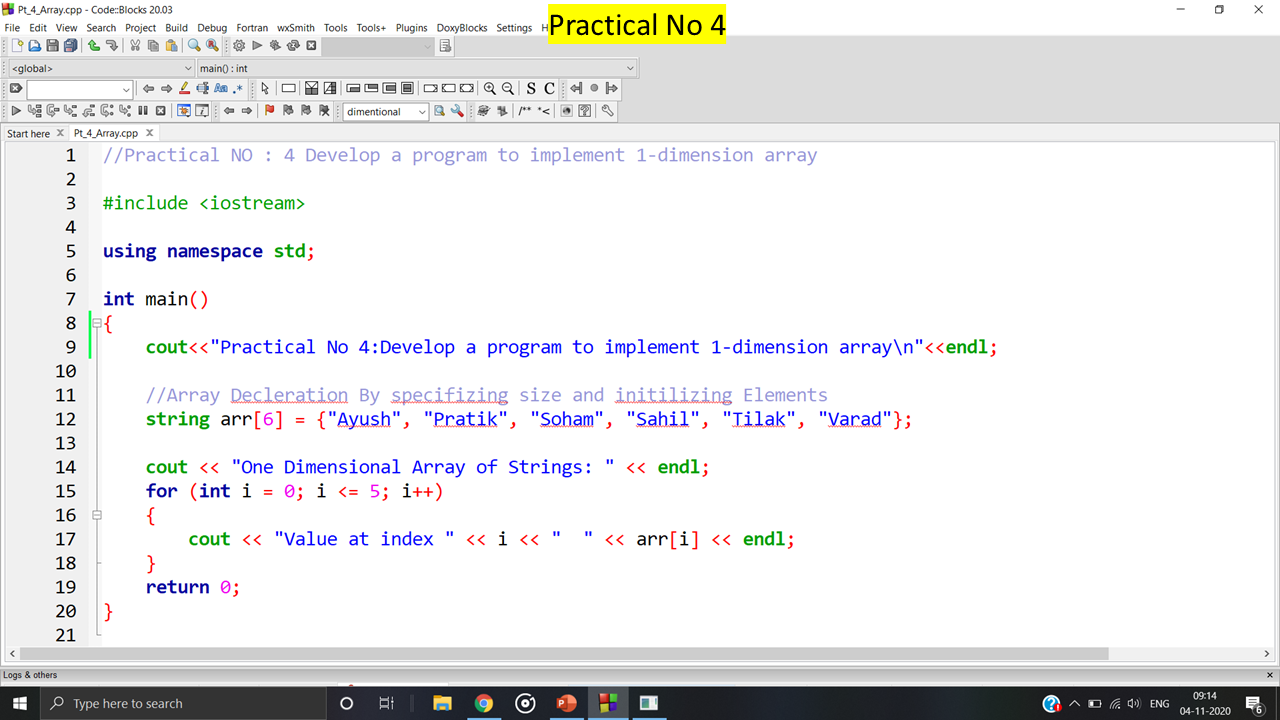 Pt_4_Array.cpp - Code::Blocks 20.03
Practical No 4
File Edit View Search Project Build Debug Fortran wxSmith Tools Tools+ Plugins DoxyBlocks Settings H
<global> main() : int
Aa .* S C
dimentional /** *<
Start here Pt_4_Array.cpp
1 //Practical NO : 4 Develop a program to implement 1-dimension array
2
3 #include <iostream>
4
5 using namespace std;
6
7 int main()
8 {
9 cout<<"Practical No 4:Develop a program to implement 1-dimension array\n"<<endl;
10
11 //Array Decleration By specifizing size and initilizing Elements
12 string arr[6] = {"Ayush", "Pratik", "Soham", "Sahil", "Tilak", "Varad"};
13
14 cout << "One Dimensional Array of Strings: " << endl;
15 for (int i = 0; i <= 5; i++)
16 {
17 cout << "Value at index " << i << "  " << arr[i] << endl;
18 }
19 return 0;
20 }
21
Logs & others
Type here to search
ENG
09:14
04-11-2020
6